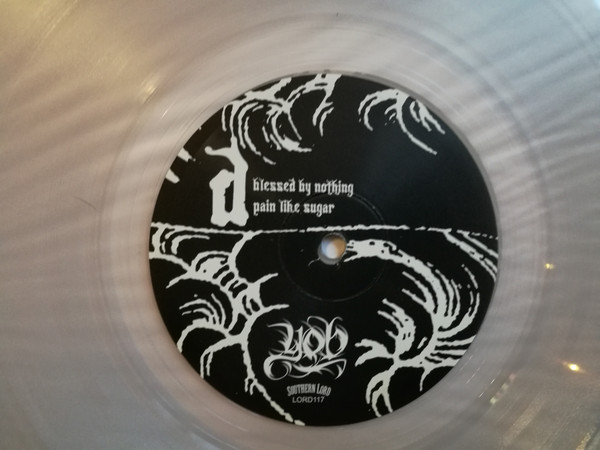 d
blessed by nothing
pain like sugar
yob
Southern Lord
LORD117